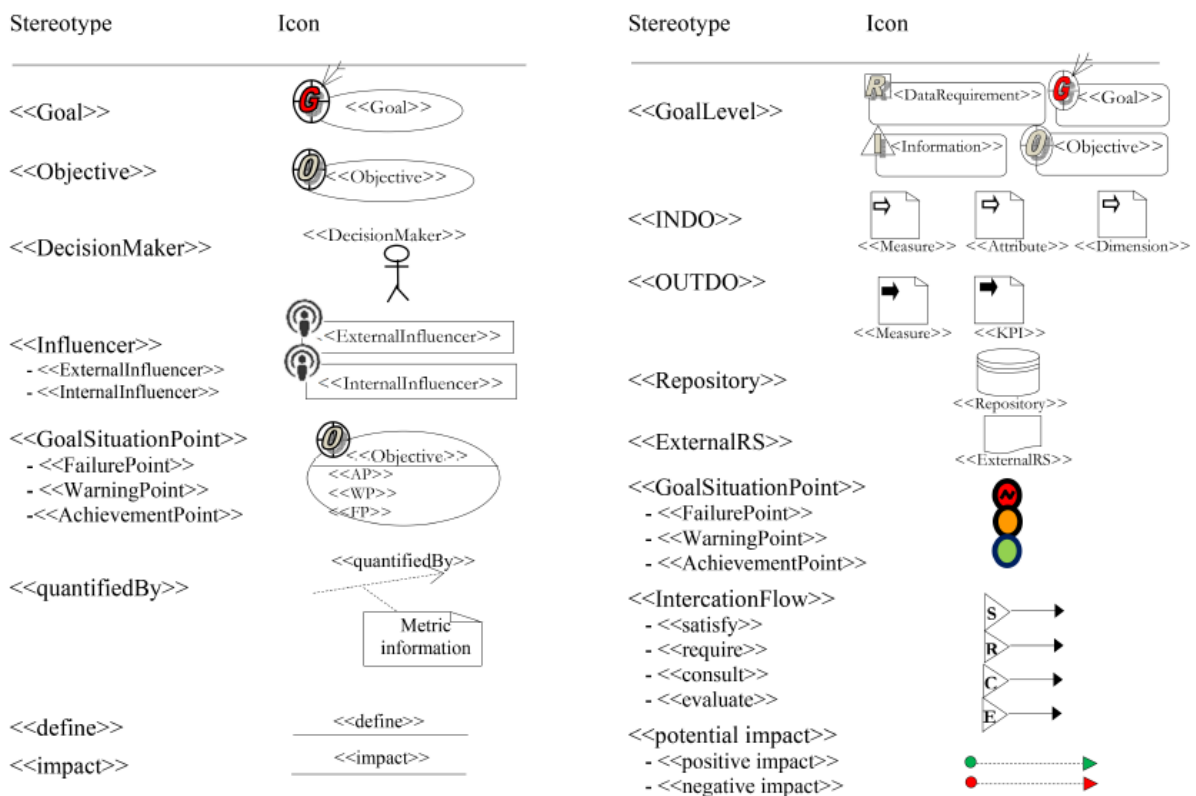 Stereotype Icon
<<Goal>>
G <<Goal>>
<<Objective>>
O <<Objective>>
<<DecisionMaker>>
<<DecisionMaker>>
<<Influencer>>
- <<ExternalInfluencer>>
- <<InternalInfluencer>>
<<ExternalInfluencer>>
<<InternalInfluencer>>
<<GoalSituationPoint>>
- <<FailurePoint>>
- <<WarningPoint>>
-<<AchievementPoint>>
O
<<Objective>>
<<AP>>
<<WP>>
<<FP>>
<<quantifiedBy>>
<<quantifiedBy>>
Metric
information
<<define>>
<<define>>
<<impact>>
<<impact>>
Stereotype Icon
<<GoalLevel>>
R <DataRequirement>> G <<Goal>>
I <Information>> O <Objective>>
<<INDO>>
<<Measure>> <<Attribute>> <<Dimension>>
<<OUTDO>>
<<Measure>> <<KPI>>
<<Repository>>
<<Repository>>
<<ExternalRS>>
<<ExternalRS>>
<<GoalSituationPoint>>
- <<FailurePoint>>
- <<WarningPoint>>
- <<AchievementPoint>>
<<IntercationFlow>>
- <<satisfy>>
- <<require>>
- <<consult>>
- <<evaluate>>
S
R
C
E
<<potential impact>>
- <<positive impact>>
- <<negative impact>>